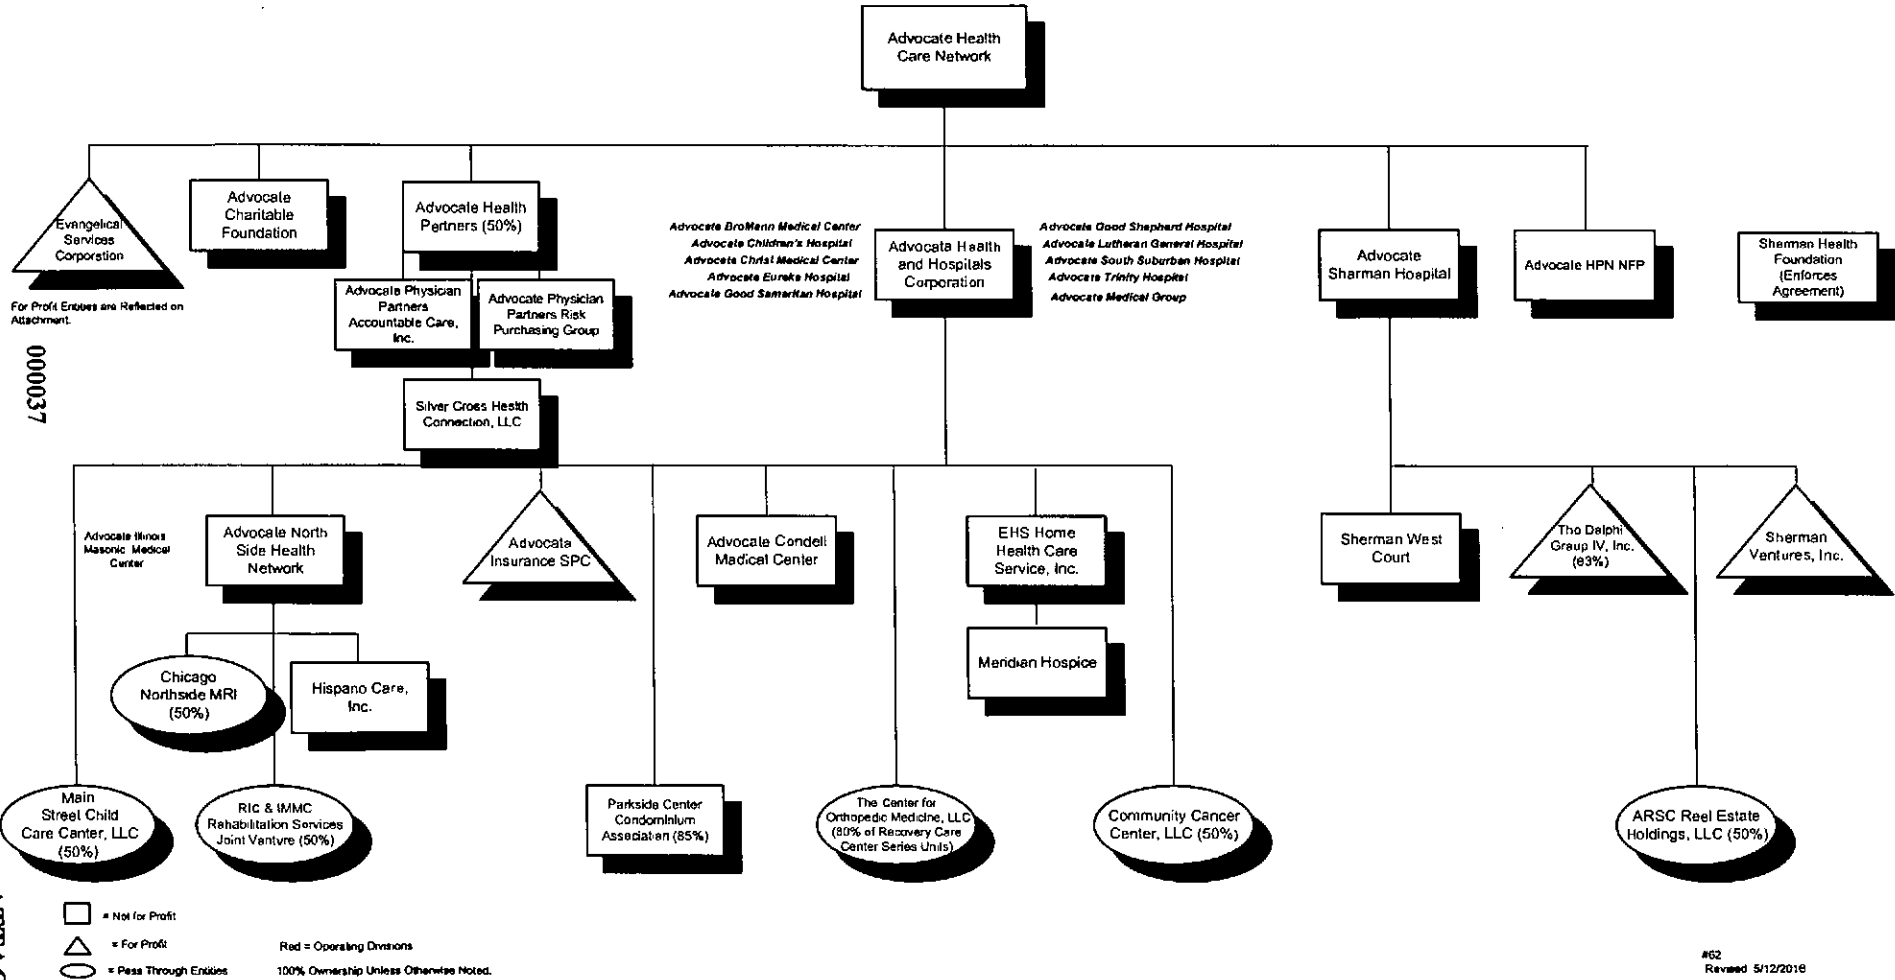 Advocate Health
Care Network
Evangelical
Services
Corporation
For Profit Entities are Reflected on
Attachment.
Advocate
Charitable
Foundation
Advocate Health
Partners (50%)
Advocate Physician
Partners
Accountable Care,
Inc.
Advocate Physician
Partners Risk
Purchasing Group
Silver Cross Health
Connection, LLC
Advocate BroMenn Medical Center
Advocate Children's Hospital
Advocate Christ Medical Center
Advocate Eureka Hospital
Advocate Good Samaritan Hospital
Advocate Health
and Hospitals
Corporation
Advocate Good Shepherd Hospital
Advocate Lutheran General Hospital
Advocate South Suburban Hospital
Advocate Trinity Hospital
Advocate Medical Group
Advocate
Sherman Hospital
Advocate HPN NFP
Sherman Health
Foundation
(Enforces
Agreement)
000037
Advocate Illinois
Masonic Medical
Center
Advocate North
Side Health
Network
Advocate
Insurance SPC
Advocate Condell
Medical Center
EHS Home
Health Care
Service, Inc.
Meridian Hospice
Sherman West
Court
The Delphi
Group IV, Inc.
(83%)
Sherman
Ventures, Inc.
Chicago
Northside MRI
(50%)
Hispano Care,
Inc.
Main
Street Child
Care Center, LLC
(50%)
RIC & IMMC
Rehabilitation Services
Joint Venture (50%)
Parkside Center
Condominium
Association (85%)
The Center for
Orthopedic Medicine, LLC
(80% of Recovery Care
Center Series Units)
Community Cancer
Center, LLC (50%)
ARSC Real Estate
Holdings, LLC (50%)
= Not for Profit
= For Profit
= Pass Through Entities
Red = Operating Divisions
100% Ownership Unless Otherwise Noted.
#62
Revised 5/12/2016